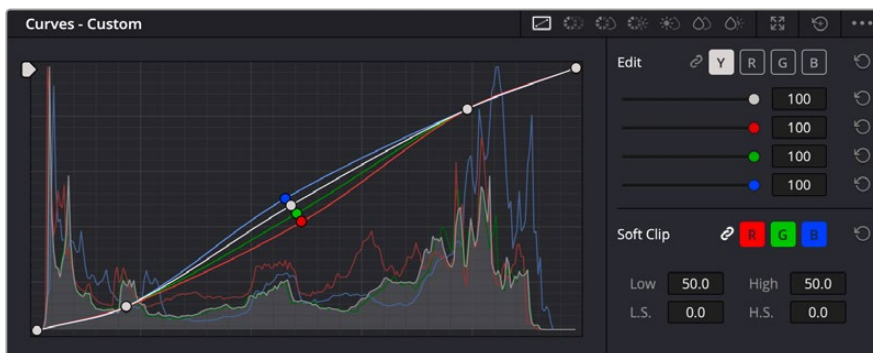 Curves - Custom
Edit Y R G B
100
100
100
100
Soft Clip R G B
Low 50.0 High 50.0
L.S. 0.0 H.S. 0.0